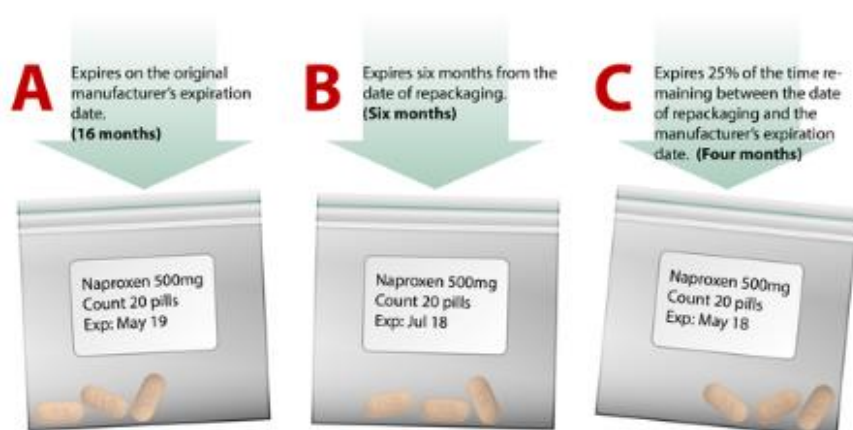 A
Expires on the original
manufacturer's expiration
date.
(16 months)
B
Expires six months from the
date of repackaging.
(Six months)
C
Expires 25% of the time re-
maining between the date
of repackaging and the
manufacturer's expiration
date. (Four months)
Naproxen 500mg
Count 20 pills
Exp: May 19
Naproxen 500mg
Count 20 pills
Exp: Jul 18
Naproxen 500mg
Count 20 pills
Exp: May 18